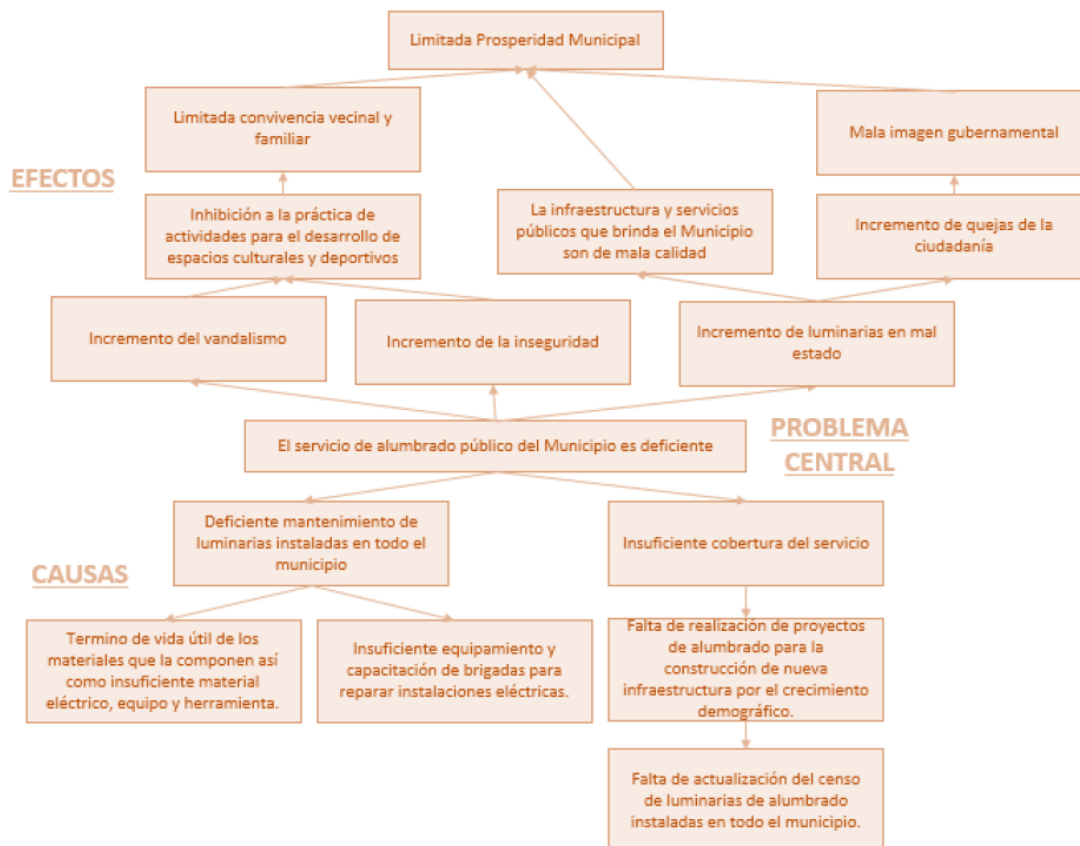 Limitada Prosperidad Municipal
Limitada convivencia vecinal y
familiar
Mala imagen gubernamental
EFECTOS
Inhibición a la práctica de
actividades para el desarrollo de
espacios culturales y deportivos
La infraestructura y servicios
públicos que brinda el Municipio
son de mala calidad
Incremento de quejas de la
ciudadanía
Incremento del vandalismo
Incremento de la inseguridad
Incremento de luminarias en mal
estado
El servicio de alumbrado público del Municipio es deficiente
PROBLEMA
CENTRAL
Deficiente mantenimiento de
luminarias instaladas en todo el
municipio
Insuficiente cobertura del servicio
CAUSAS
Termino de vida útil de los
materiales que la componen así
como insuficiente material
eléctrico, equipo y herramienta.
Insuficiente equipamiento y
capacitación de brigadas para
reparar instalaciones eléctricas.
Falta de realización de proyectos
de alumbrado para la
construcción de nueva
infraestructura por el crecimiento
demográfico.
Falta de actualización del censo
de luminarias de alumbrado
instaladas en todo el municipio.